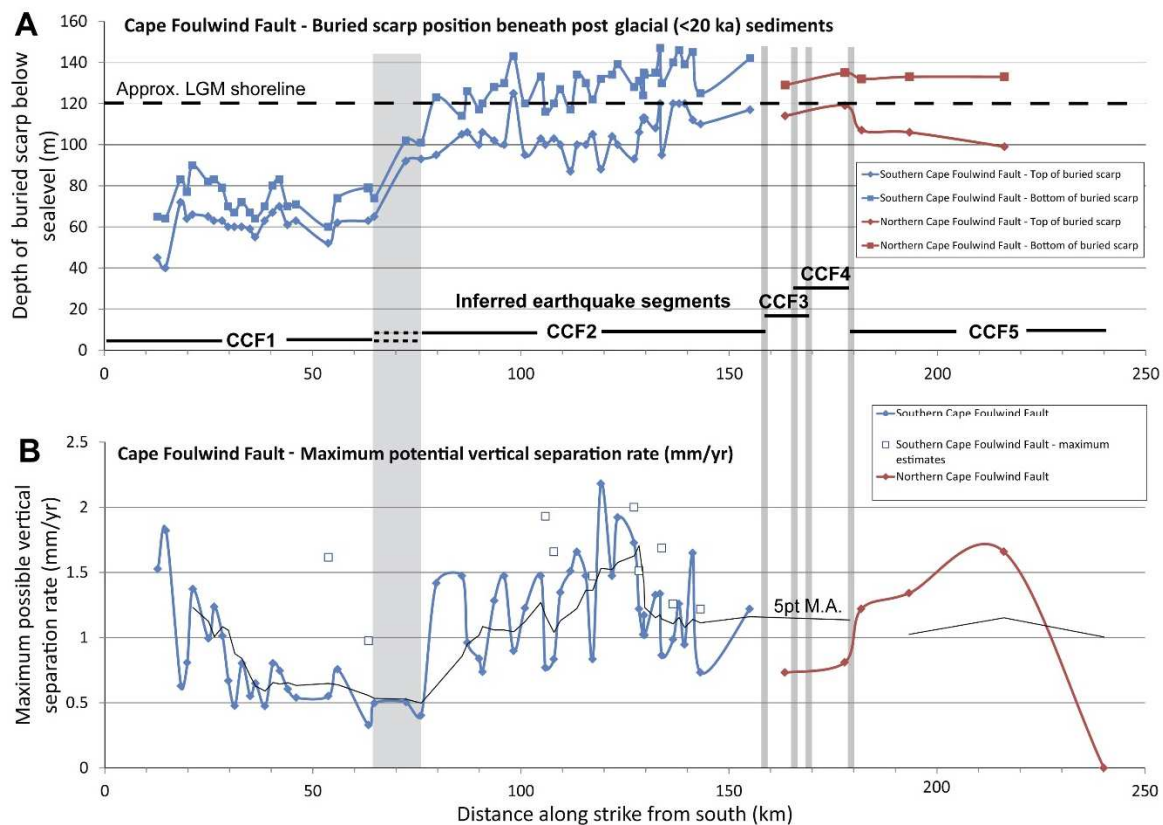 A
Cape Foulwind Fault - Buried scarp position beneath post glacial (<20 ka) sediments
160
140
Approx. LGM shoreline
120
100
80
60
40
20
0
Depth of buried scarp below
sealevel (m)
Southern Cape Foulwind Fault - Top of buried scarp
Southern Cape Foulwind Fault - Bottom of buried scarp
Northern Cape Foulwind Fault - Top of buried scarp
Northern Cape Foulwind Fault - Bottom of buried scarp
CCF4
Inferred earthquake segments
CCF3
CCF1
CCF2
CCF5
0 50 100 150 200 250
B
Cape Foulwind Fault - Maximum potential vertical separation rate (mm/yr)
Southern Cape Foulwind Fault
Southern Cape Foulwind Fault - maximum
estimates
Northern Cape Foulwind Fault
2.5
2
1.5
1
0.5
0
Maximum possible vertical
separation rate (mm/yr)
5pt M.A.
0 50 100 150 200 250
Distance along strike from south (km)